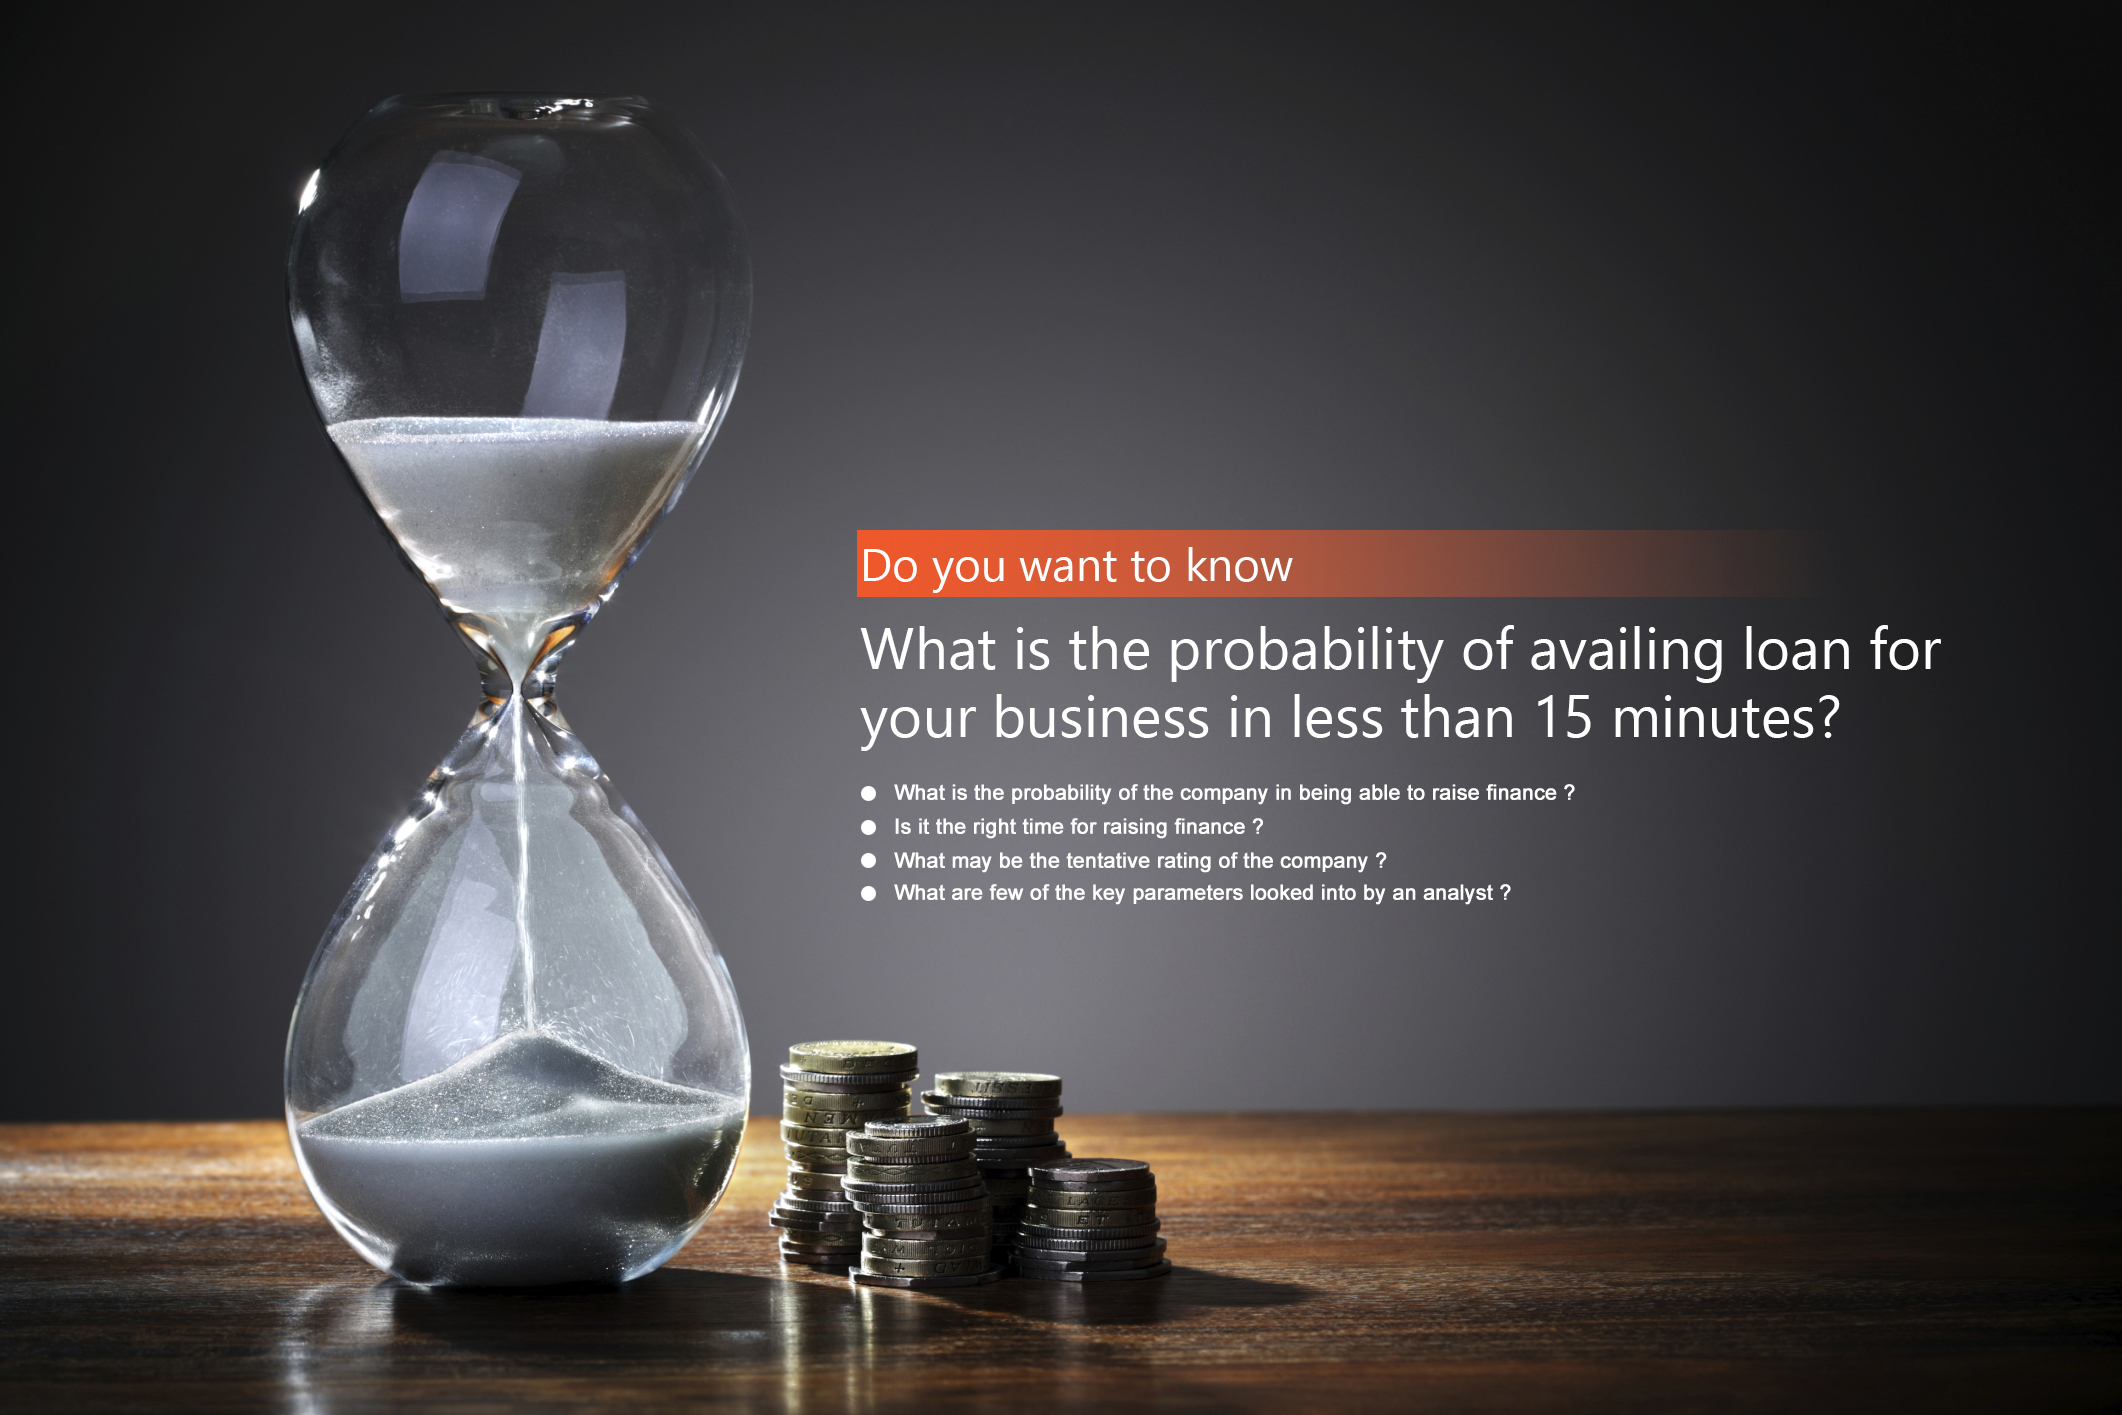 Do you want to know
What is the probability of availing loan for
your business in less than 15 minutes?
What is the probability of the company in being able to raise finance ?
Is it the right time for raising finance ?
What may be the tentative rating of the company ?
What are few of the key parameters looked into by an analyst ?